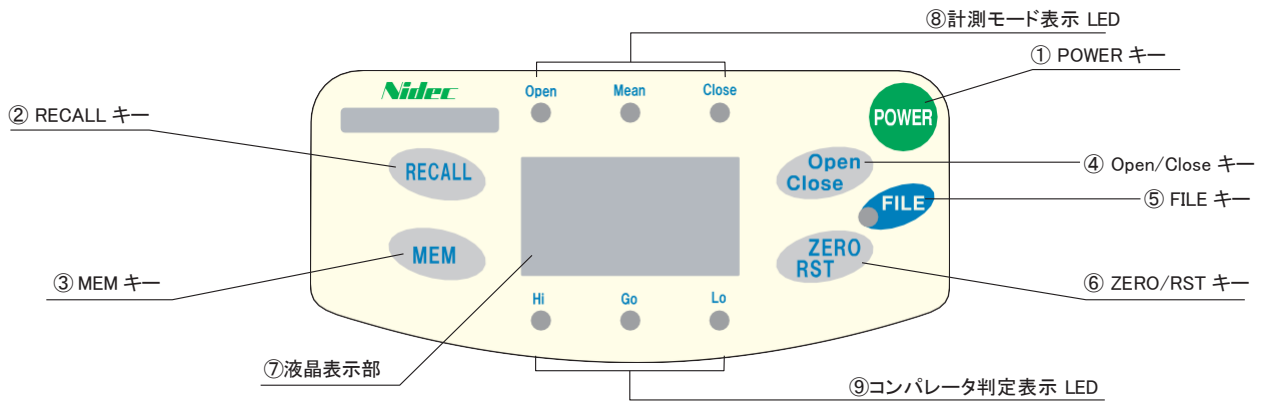 ⑧計測モード表示 LED
① POWER キー
Nidec
Open Mean Close
POWER
② RECALL キー
RECALL
Open
Close
④ Open/Close キー
FILE
⑤ FILE キー
MEM
ZERO
RST
③ MEM キー
⑥ ZERO/RST キー
Hi Go Lo
⑦液晶表示部
⑨コンパレータ判定表示 LED